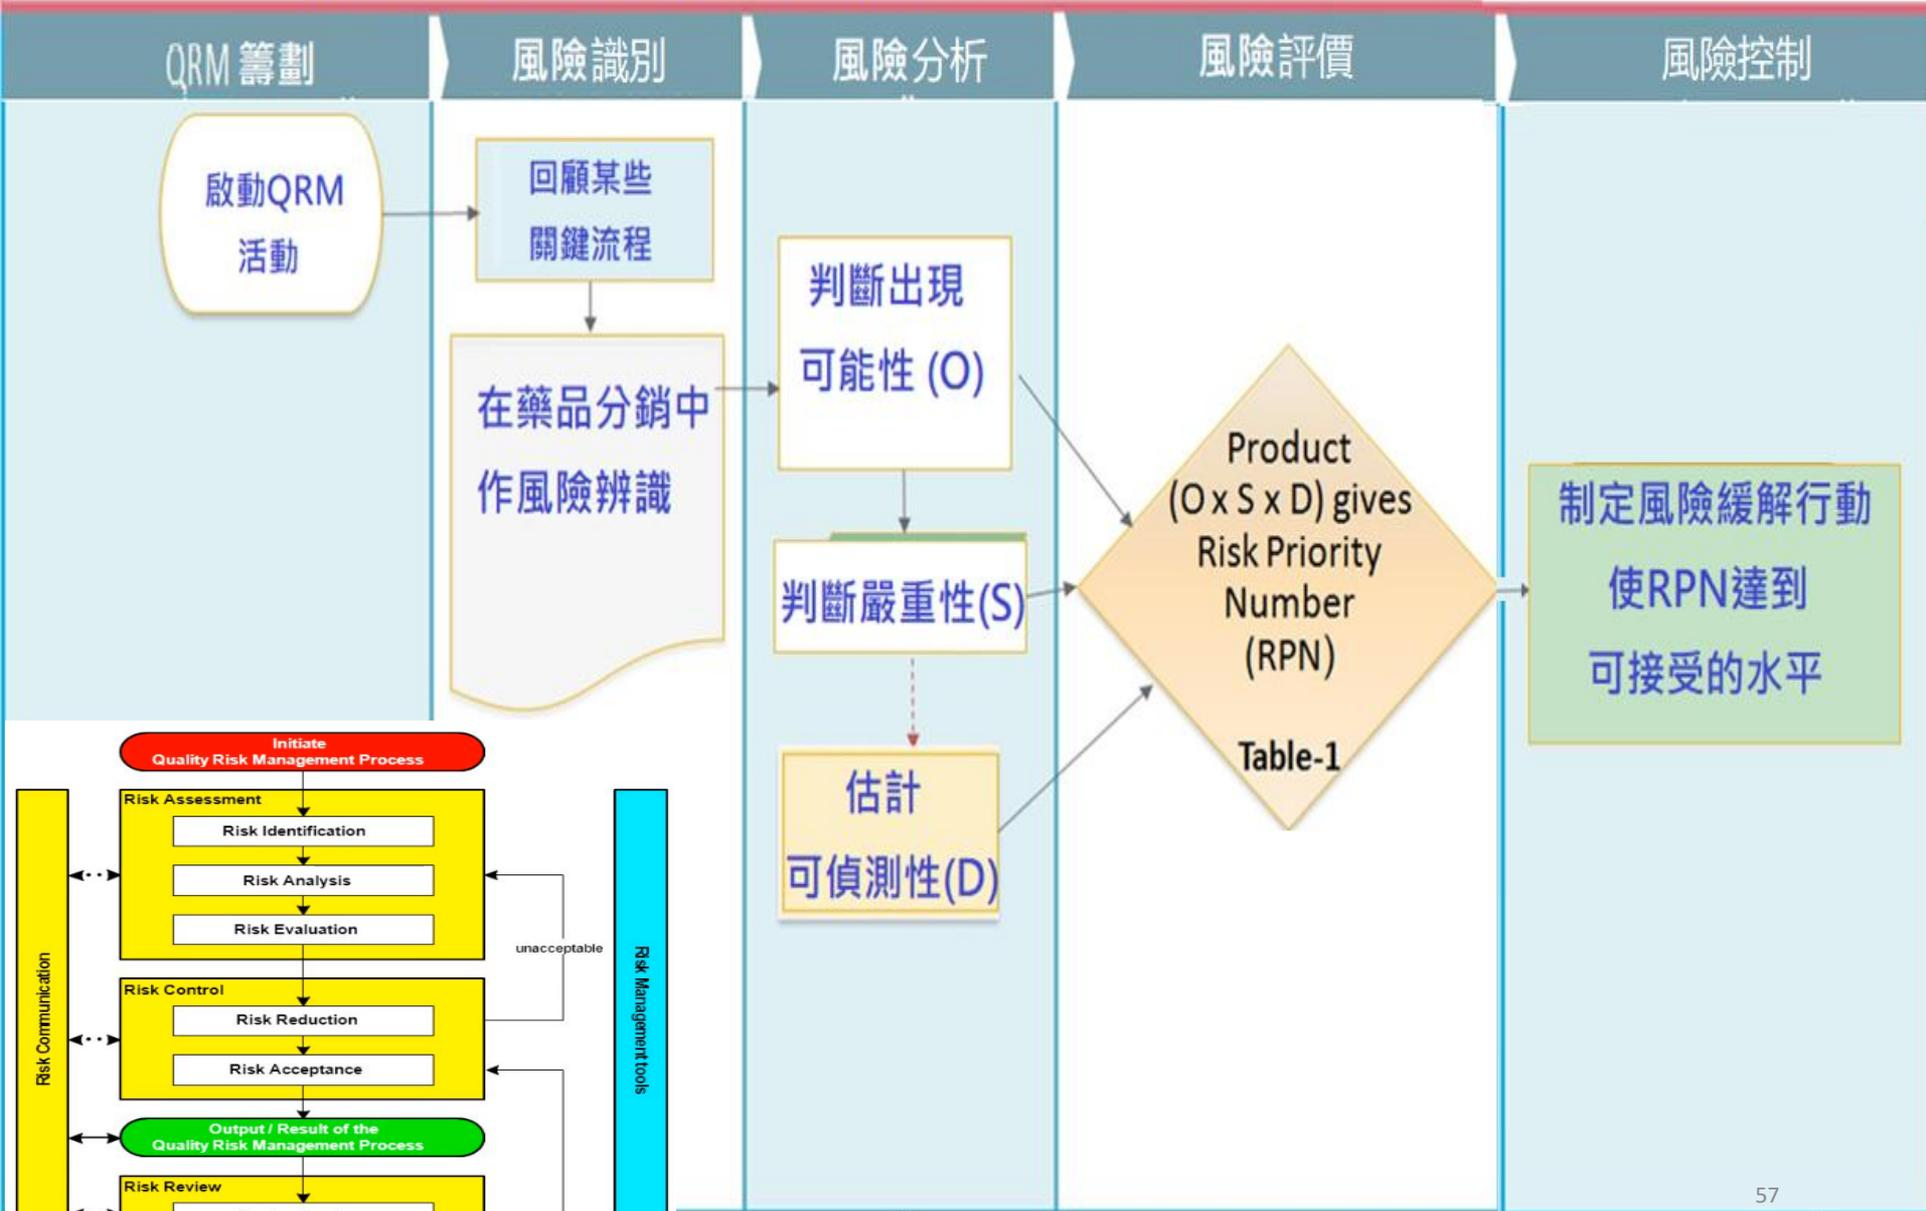 QRM 籌劃
風險識別
風險分析
風險評價
風險控制
啟動QRM
活動
回顧某些
關鍵流程
在藥品分銷中
作風險辨識
判斷出現
可能性 (O)
判斷嚴重性(S)
估計
可偵測性(D)
Product
(O x S x D) gives
Risk Priority
Number
(RPN)
Table-1
制定風險緩解行動
使RPN達到
可接受的水平
Initiate
Quality Risk Management Process
Risk Assessment
Risk Identification
Risk Analysis
Risk Evaluation
unacceptable
Risk Control
Risk Reduction
Risk Acceptance
Output / Result of the
Quality Risk Management Process
Risk Review
Risk Communication
Risk Management tools
57